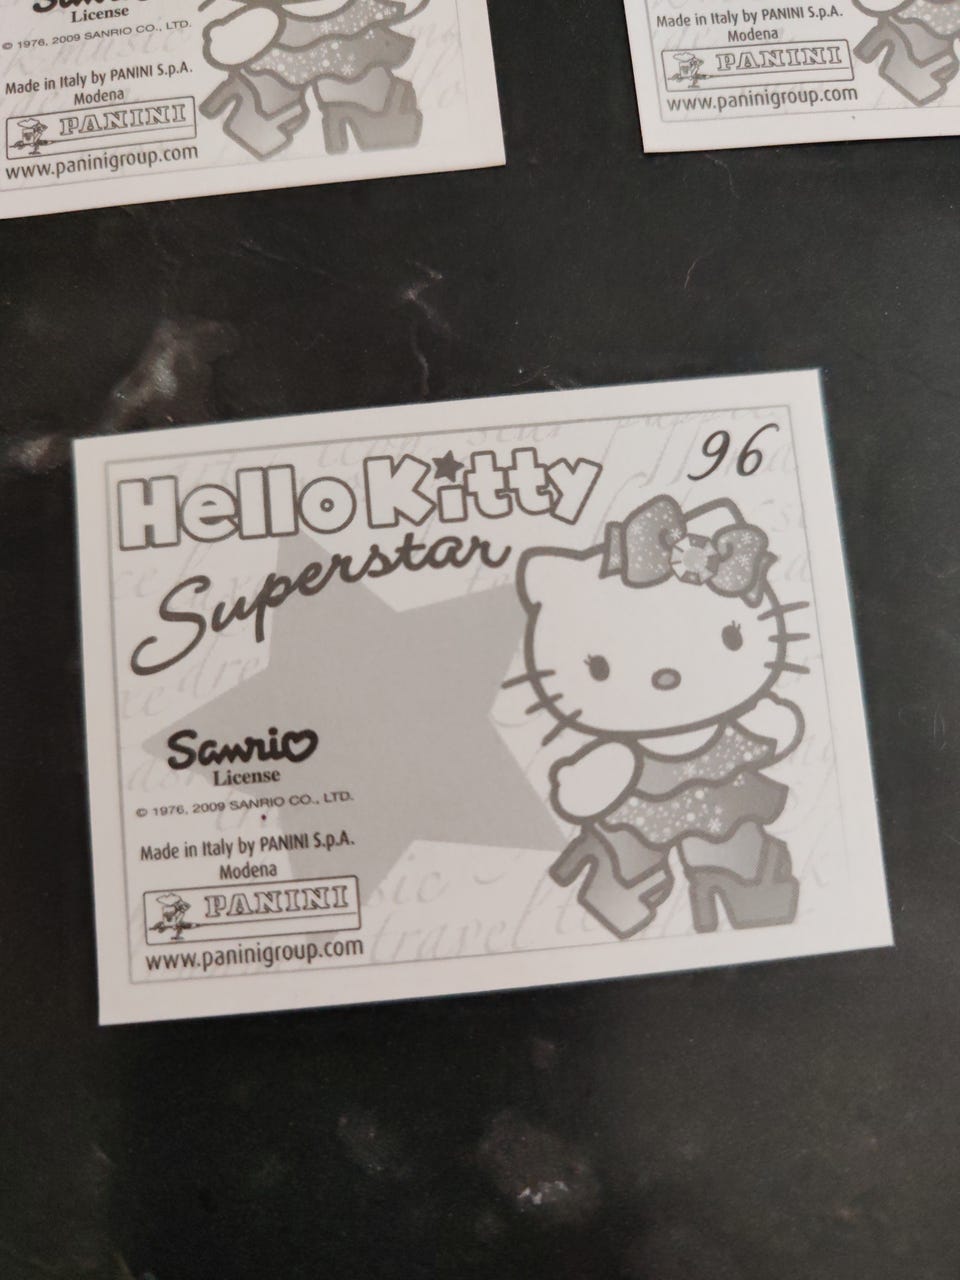 License
© 1976, 2009 SANRIO CO., LTD.
Made in Italy by PANINI S.p.A.
Modena
PANINI
www.paninigroup.com
Made in Italy by PANINI S.p.A.
Modena
PANINI
www.paninigroup.com
96
Hello Kitty
Superstar
Sanrio
License
© 1976, 2009 SANRIO CO., LTD.
Made in Italy by PANINI S.p.A.
Modena
PANINI
www.paninigroup.com
travel